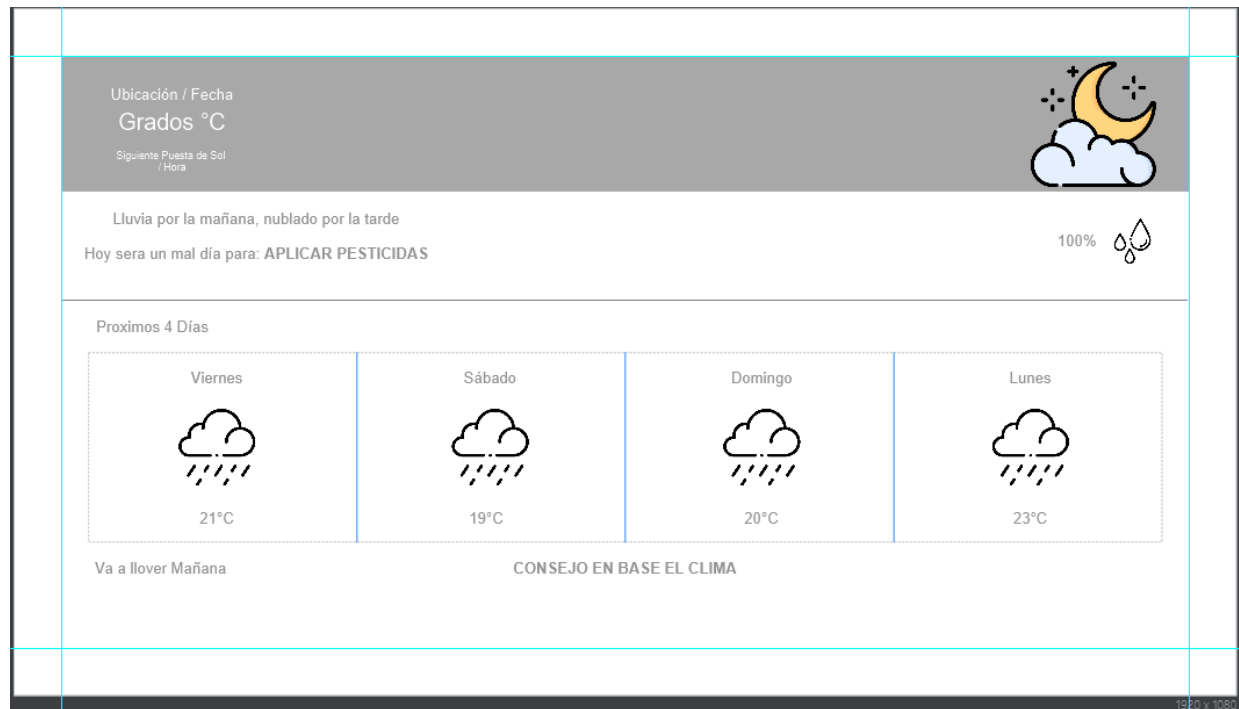 Ubicación / Fecha
Grados °C
Siguiente Puesta de Sol
/ Hora
Lluvia por la mañana, nublado por la tarde
Hoy sera un mal día para: APLICAR PESTICIDAS
100%
Proximos 4 Días
Viernes
Sábado
Domingo
Lunes
21°C
19°C
20°C
23°C
Va a llover Mañana
CONSEJO EN BASE EL CLIMA
1920 x 1080